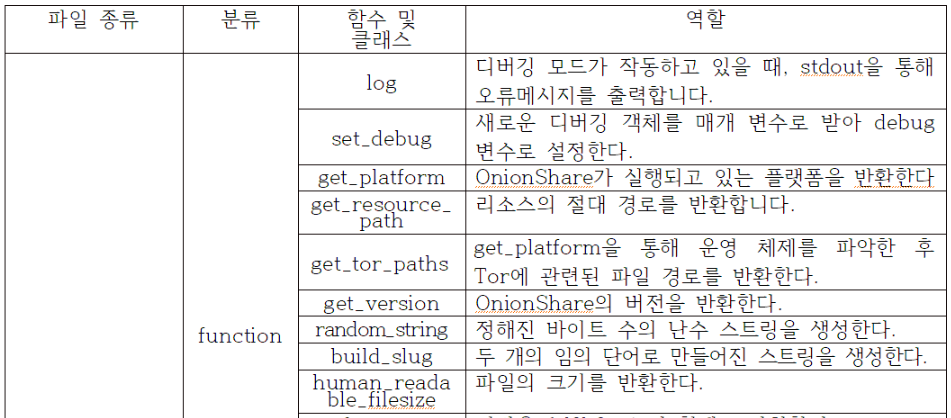 파일 종류
분류
함수 및
클래스
역할
function
log
디버깅 모드가 작동하고 있을 때, stdout을 통해
오류메시지를 출력합니다.
set_debug
새로운 디버깅 객체를 매개 변수로 받아 debug
변수로 설정한다.
get_platform
OnionShare가 실행되고 있는 플랫폼을 반환한다
get_resource_
path
리소스의 절대 경로를 반환합니다.
get_tor_paths
get_platform을 통해 운영 체제를 파악한 후
Tor에 관련된 파일 경로를 반환한다.
get_version
OnionShare의 버전을 반환한다.
random_string
정해진 바이트 수의 난수 스트링을 생성한다.
build_slug
두 개의 임의 단어로 만들어진 스트링을 생성한다.
human_reada
ble_filesize
파일의 크기를 반환한다.